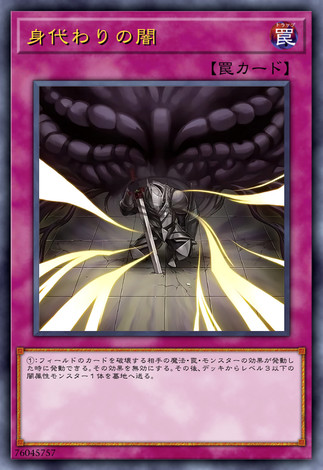 身代わりの闇
トラップ
罠
【罠カード】
①：フィールドのカードを破壊する相手の魔法・罠・モンスターの効果が発動し
た時に発動できる。その効果を無効にする。その後、デッキからレベル３以下の
闇属性モンスター１体を墓地へ送る。
76045757